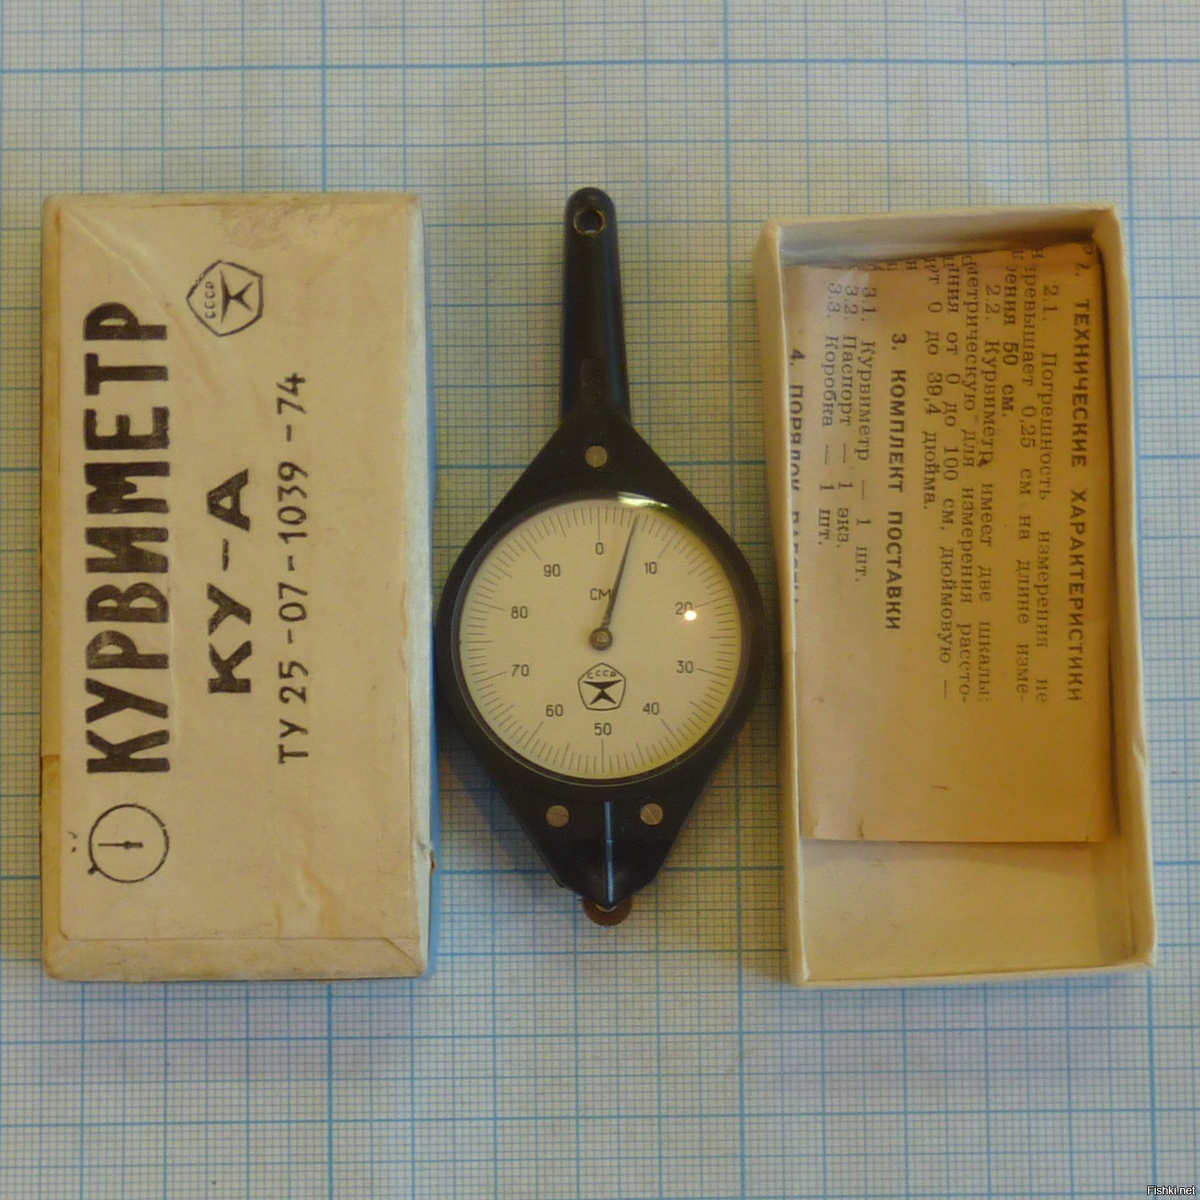 КУРВИМЕТР
КУ-А
ТУ 25-07-1039-74
СССР
0
10
20
30
40
50
60
70
80
90
СМ
СССР
2. ТЕХНИЧЕСКИЕ ХАРАКТЕРИСТИКИ
2.1. Погрешность измерения не
превышает 0,25 см на длине изме-
рения 50 см.
2.2. Курвиметр имеет две шкалы:
метрическую для измерения рассто-
яния от 0 до 100 см, дюймовую —
от 0 до 39,4 дюйма.
3. КОМПЛЕКТ ПОСТАВКИ
3.1. Курвиметр — 1 шт.
3.2. Паспорт — 1 экз.
3.3. Коробка — 1 шт.
4. ПОРЯДОК
Fishki.net